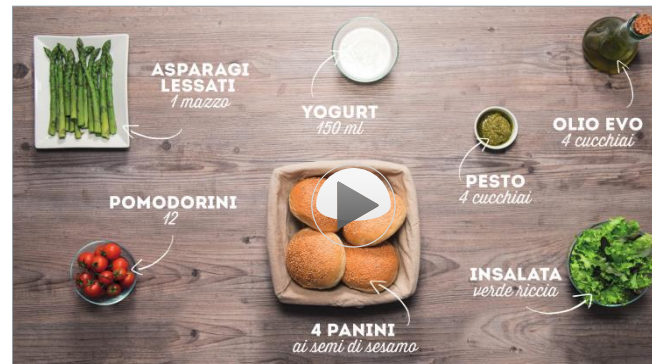 ASPARAGI
LESSATI
1 mazzo
YOGURT
150 ml
OLIO EVO
4 cucchiai
PESTO
4 cucchiai
POMODORINI
12
INSALATA
verde riccia
4 PANINI
ai semi di sesamo